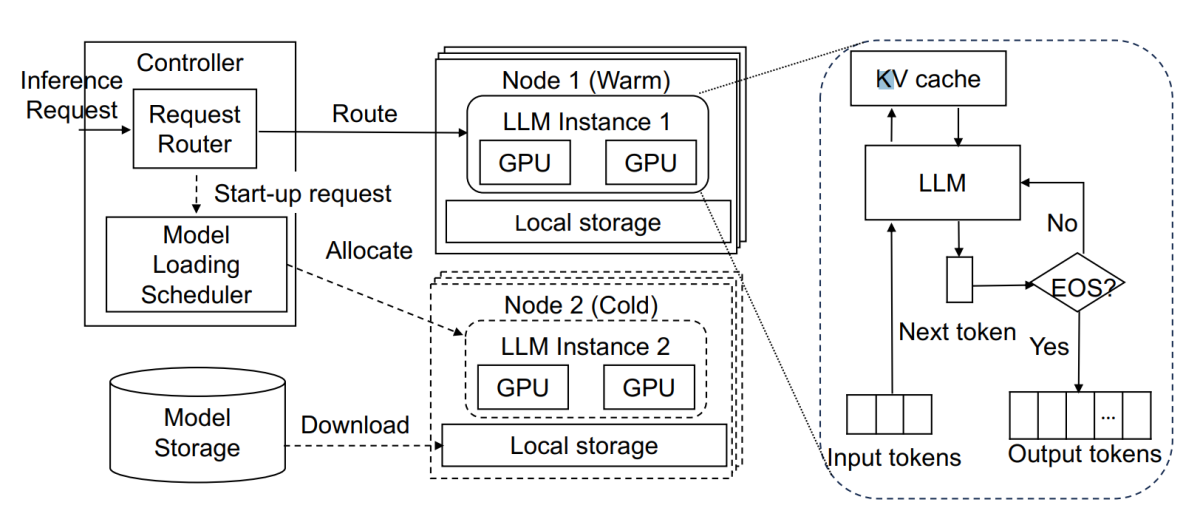 Controller
Inference
Request
Request
Router
Start-up request
Model
Loading
Scheduler
Route
Allocate
Model
Storage
Download
Node 1 (Warm)
LLM Instance 1
GPU
GPU
Local storage
Node 2 (Cold)
LLM Instance 2
GPU
GPU
Local storage
KV cache
LLM
No
EOS?
Next token
Yes
...
Input tokens
Output tokens